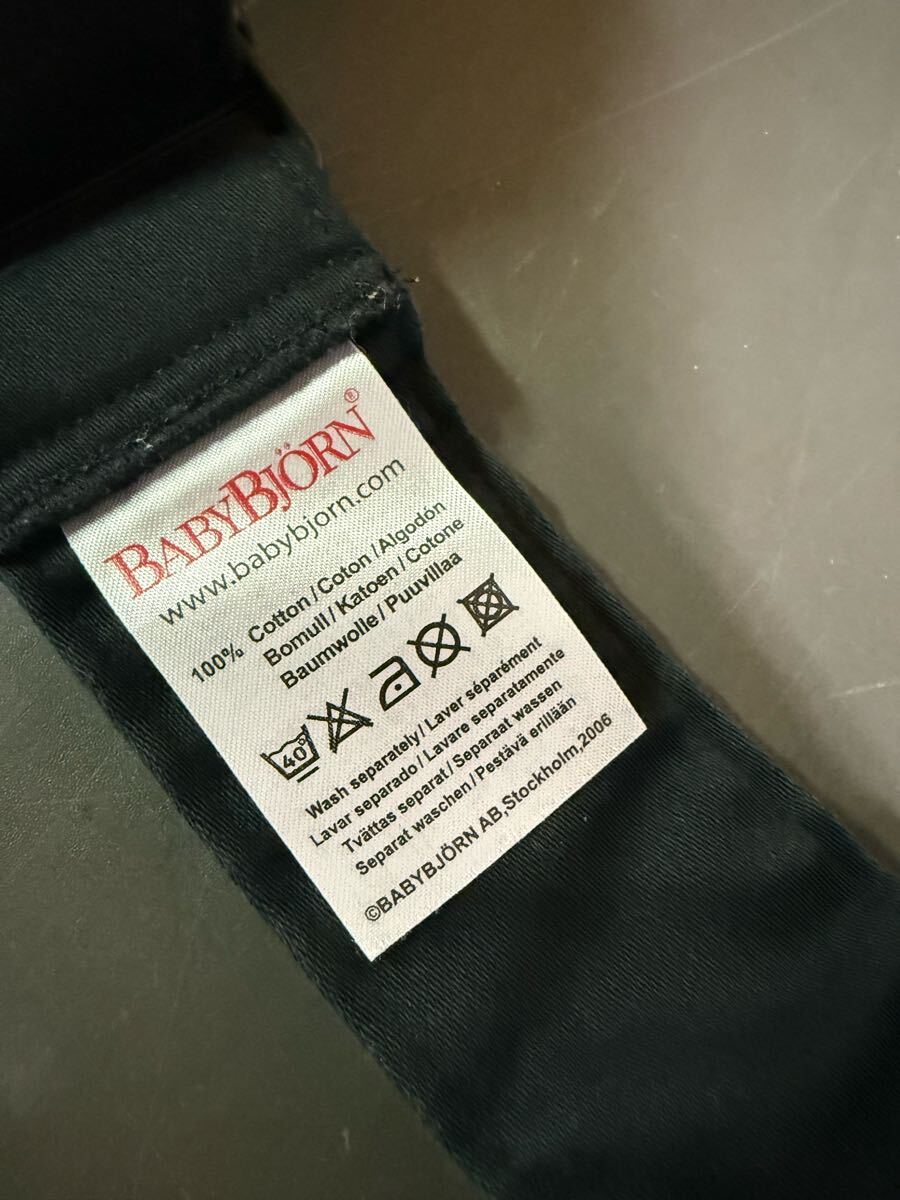 BABYBJÖRN®
www.babybjorn.com
100% Cotton/Coton/Algodón
Bomull/Katoen/Cotone
Baumwolle/Puuvillaa
40°
Wash separately/Laver séparément
Lavar separado/Lavare separatamente
Tvättas separat/Separaat wassen
Separat waschen/Pestävä erillään
©BABYBJÖRN AB,Stockholm,2006